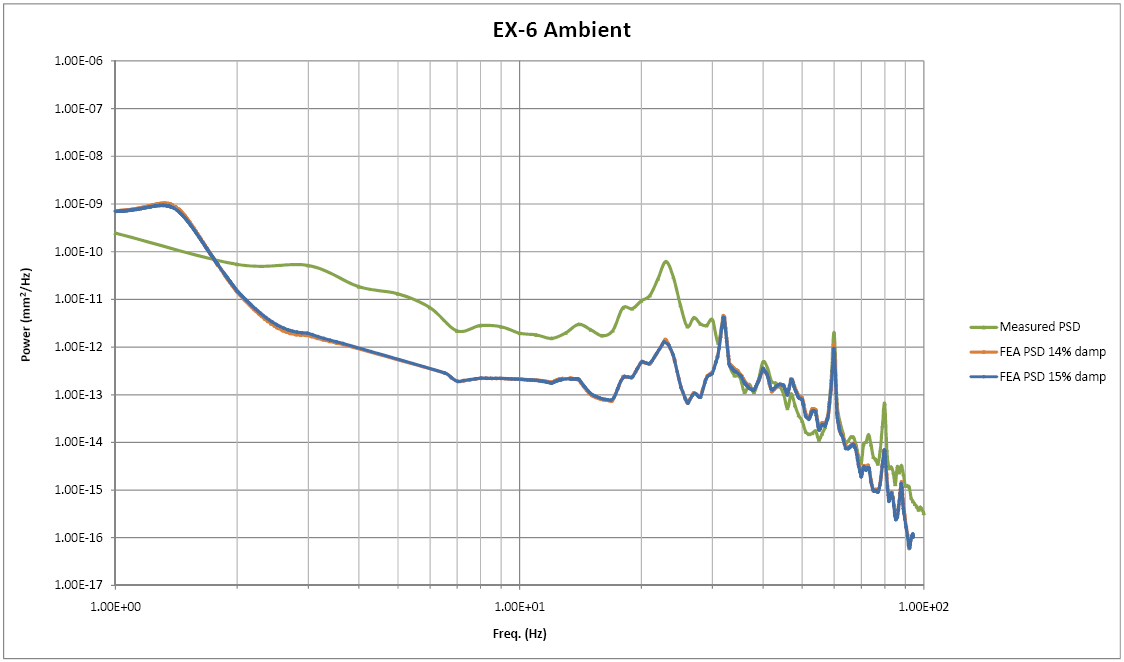 EX-6 Ambient
1.00E-06
1.00E-07
1.00E-08
1.00E-09
1.00E-10
1.00E-11
1.00E-12
1.00E-13
1.00E-14
1.00E-15
1.00E-16
1.00E-17
Power (mm²/Hz)
1.00E+00
1.00E+01
1.00E+02
Freq. (Hz)
Measured PSD
FEA PSD 14% damp
FEA PSD 15% damp